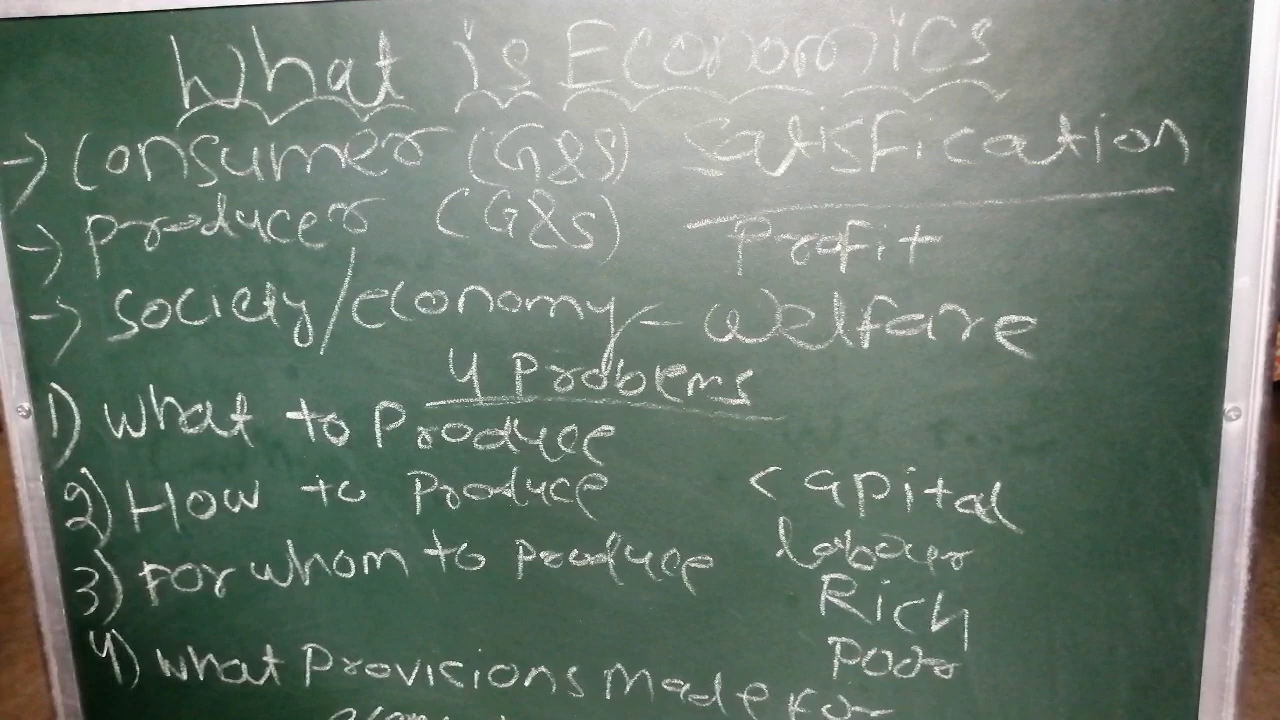 What is Economics
-> Consumer (G&S) Satisfication
-> Producer (G&S) Profit
-> Society/economy - Welfare
4 Problems
1) What to Produce
2) How to Produce Capital
labour
3) For whom to Produce Rich
Poor
4) What Provisions Made For